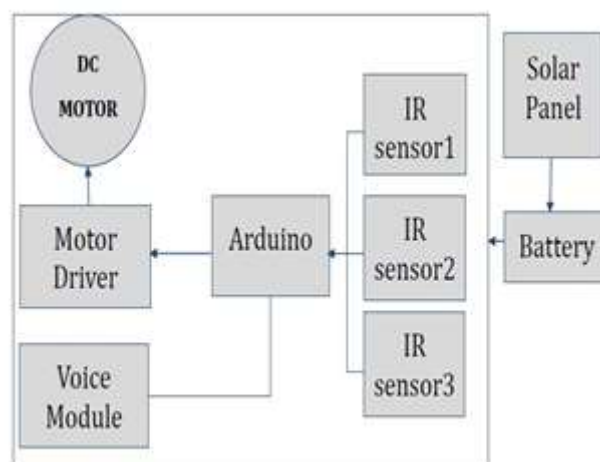 DC
MOTOR
IR
sensor1
Solar
Panel
Motor
Driver
Arduino
IR
sensor2
Battery
Voice
Module
IR
sensor3